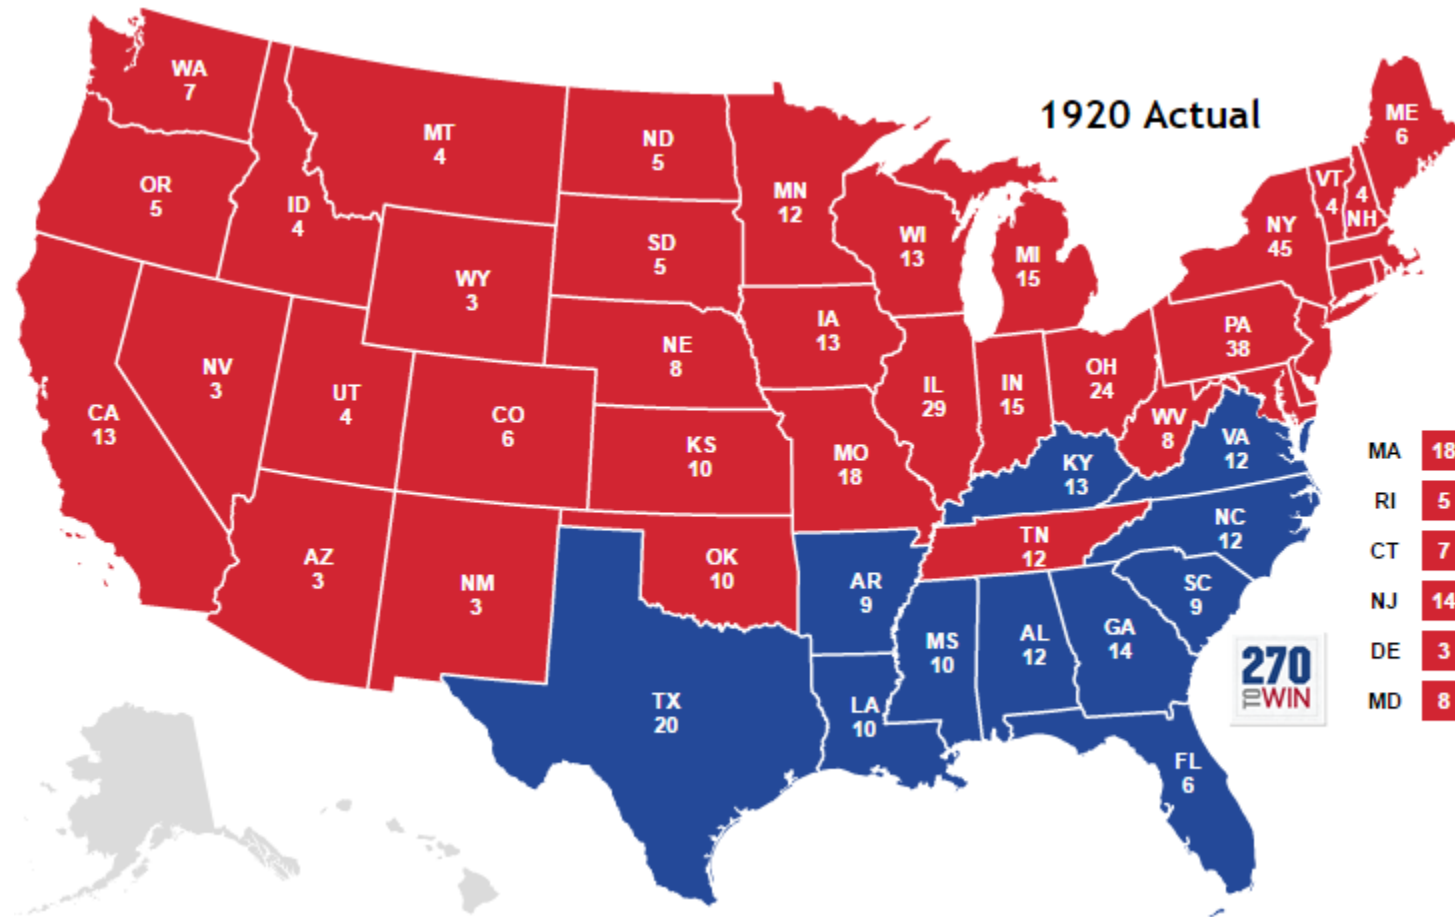 1920 Actual
WA
7
OR
5
CA
13
NV
3
ID
4
MT
4
WY
3
UT
4
AZ
3
CO
6
NM
3
ND
5
SD
5
NE
8
KS
10
OK
10
TX
20
MN
12
IA
13
MO
18
AR
9
LA
10
WI
13
IL
29
MI
15
IN
15
OH
24
KY
13
TN
12
MS
10
AL
12
GA
14
FL
6
SC
9
NC
12
VA
12
WV
8
PA
38
NY
45
VT
4
4
NH
ME
6
MA 18
RI 5
CT 7
NJ 14
DE 3
MD 8
270
TO WIN